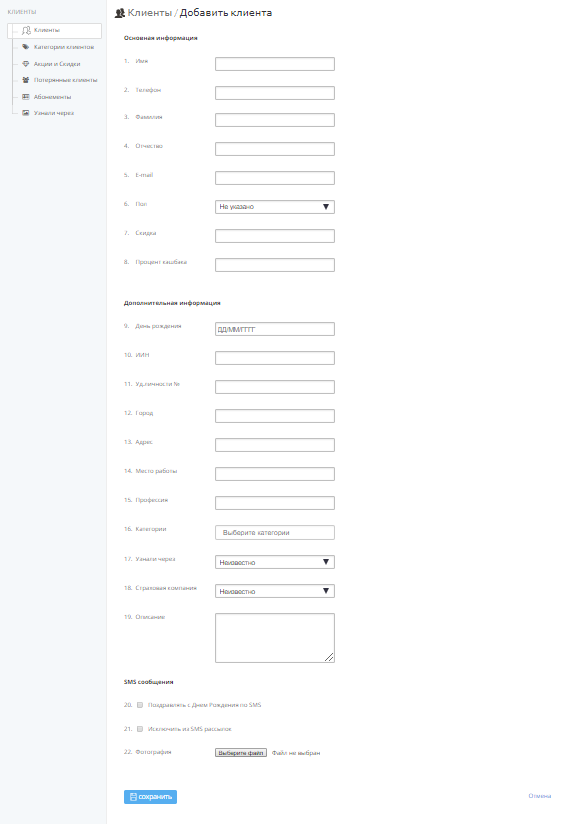 КЛИЕНТЫ
Клиенты
Категории клиентов
Акции и Скидки
Потерянные клиенты
Абонементы
Узнали через
Клиенты / Добавить клиента
Основная информация
1. Имя
2. Телефон
3. Фамилия
4. Отчество
5. E-mail
6. Пол Не указано
7. Скидка
8. Процент кэшбэка
Дополнительная информация
9. День рождения ДД/ММ/ГГГГ
10. ИИН
11. Уд.личности №
12. Город
13. Адрес
14. Место работы
15. Профессия
16. Категории Выберите категории
17. Узнали через Неизвестно
18. Страховая компания Неизвестно
19. Описание
SMS сообщения
20. Поздравлять с Днем Рождения по SMS
21. Исключить из SMS рассылок
22. Фотография Выберите файл Файл не выбран
сохранить Отмена